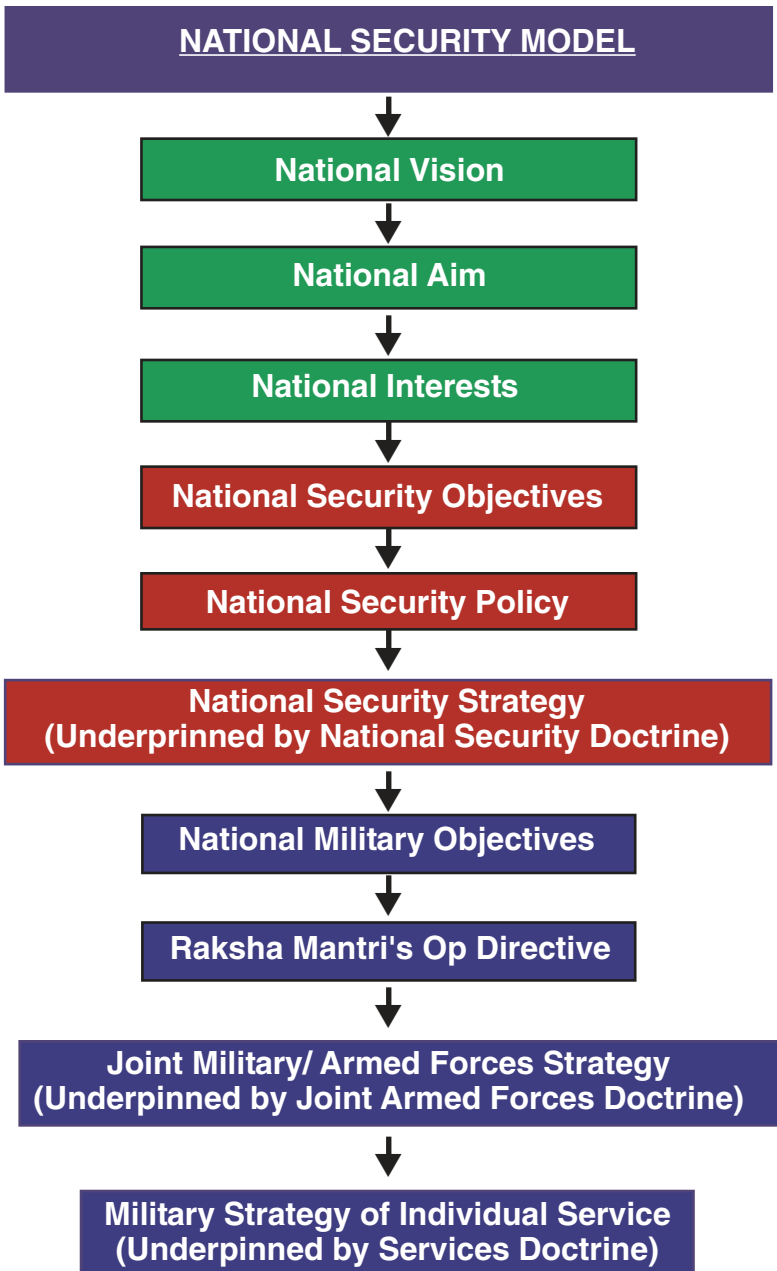 NATIONAL SECURITY MODEL
National Vision
National Aim
National Interests
National Security Objectives
National Security Policy
National Security Strategy
(Underprinned by National Security Doctrine)
National Military Objectives
Raksha Mantri's Op Directive
Joint Military/ Armed Forces Strategy
(Underpinned by Joint Armed Forces Doctrine)
Military Strategy of Individual Service
(Underpinned by Services Doctrine)